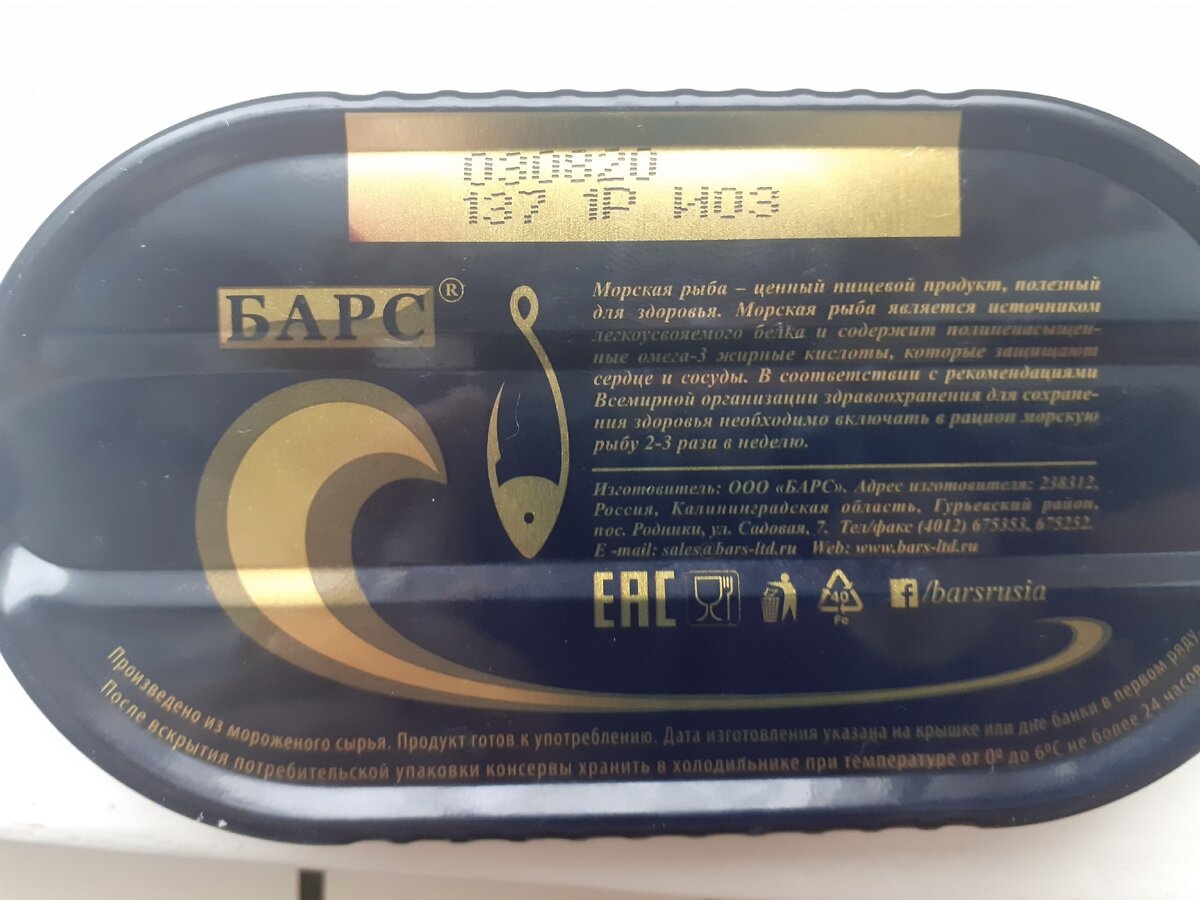 030820
137 1Р И03
БАРС®
Морская рыба – ценный пищевой продукт, полезный
для здоровья. Морская рыба является источником
легкоусвояемого белка и содержит полиненасыщен-
ные омега-3 жирные кислоты, которые защищают
сердце и сосуды. В соответствии с рекомендациями
Всемирной организации здравоохранения для сохране-
ния здоровья необходимо включать в рацион морскую
рыбу 2-3 раза в неделю.
Изготовитель: ООО «БАРС». Адрес изготовителя: 238312,
Россия, Калининградская область, Гурьевский район,
пос. Родники, ул. Садовая, 7. Тел/факс (4012) 675353, 675252.
E -mail: sales@bars-ltd.ru Web: www.bars-ltd.ru
EAC
40
Fe
f/barsrusia
Произведено из мороженого сырья. Продукт готов к употреблению. Дата изготовления указана на крышке или дне банки в первом ряду
После вскрытия потребительской упаковки консервы хранить в холодильнике при температуре от 0º до 6ºС не более 24 часов